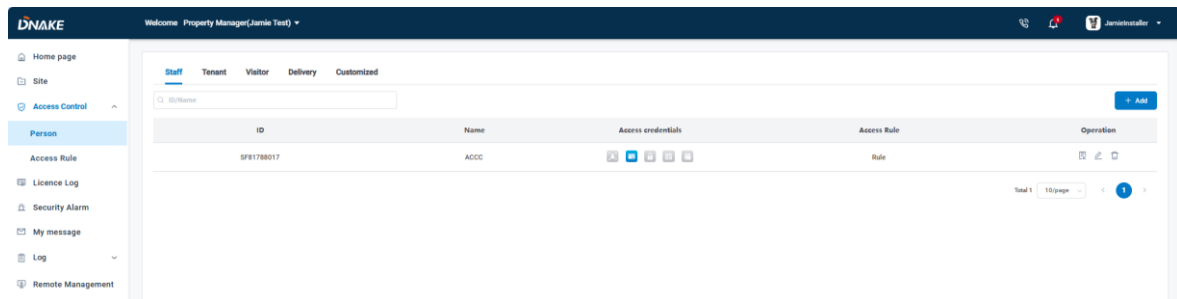 DNAKE
Welcome Property Manager(Jamie Test)
1
JamieInstaller
Home page
Site
Access Control
Person
Access Rule
Licence Log
Security Alarm
My message
Log
Remote Management
Staff Tenant Visitor Delivery Customized
ID/Name
+ Add
ID Name Access credentials Access Rule Operation
SF81788017 ACCC Rule
Total 1 10/page 1